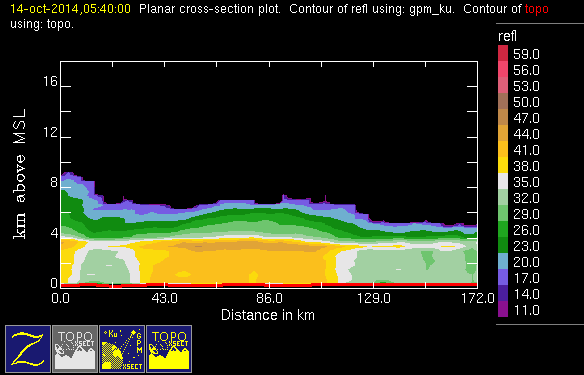 14-oct-2014,05:40:00 Planar cross-section plot. Contour of refl using: gpm_ku. Contour of topo
using: topo.
refl
59.0
56.0
53.0
50.0
47.0
44.0
41.0
38.0
35.0
32.0
29.0
26.0
23.0
20.0
17.0
14.0
11.0
km above MSL
16
12
8
4
0
0.0 43.0 86.0 129.0 172.0
Distance in km
Z
TOPO XSECT
"Ku" GPM XSECT
TOPO XSECT